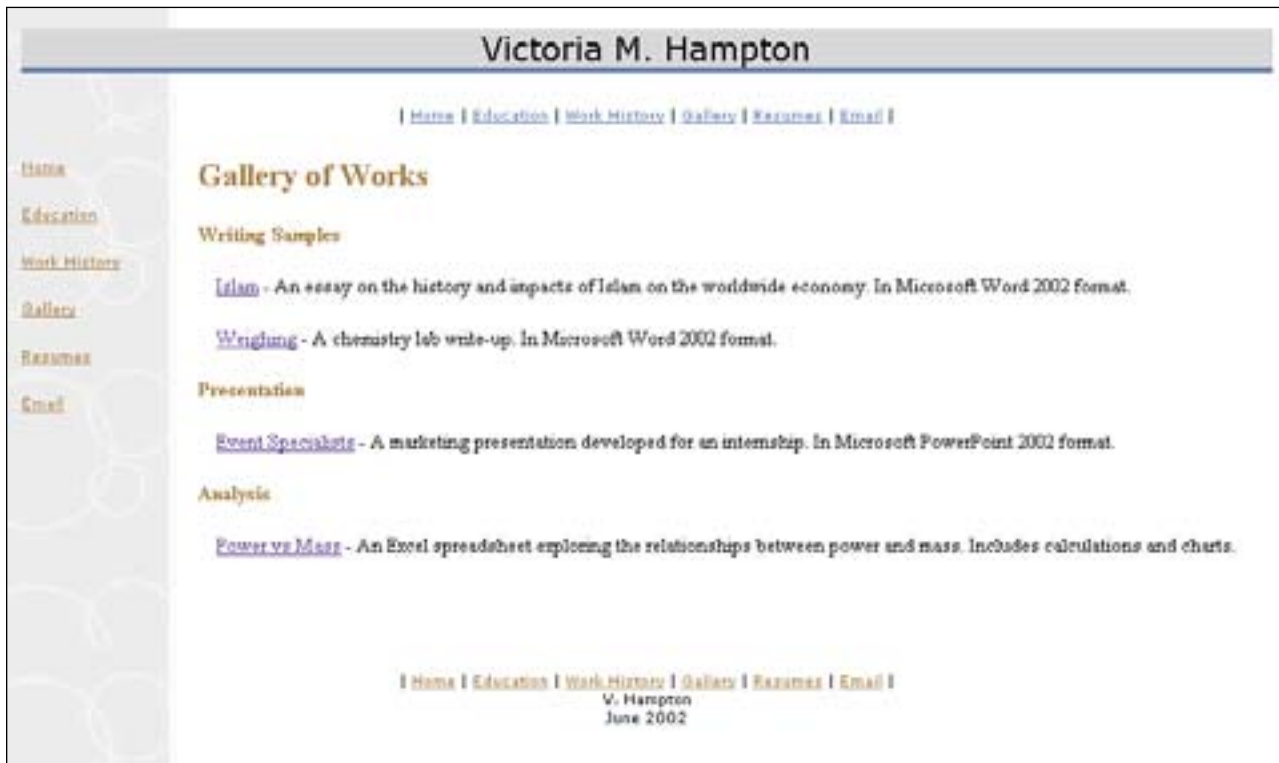 Victoria M. Hampton
| Home | Education | Work History | Gallery | Resumes | Email |
Home
Education
Work History
Gallery
Resumes
Email
Gallery of Works
Writing Samples
Islam - An essay on the history and impacts of Islam on the worldwide economy. In Microsoft Word 2002 format.
Weighing - A chemistry lab write-up. In Microsoft Word 2002 format.
Presentation
Event Specialists - A marketing presentation developed for an internship. In Microsoft PowerPoint 2002 format.
Analysis
Power vs Mass - An Excel spreadsheet exploring the relationships between power and mass. Includes calculations and charts.
| Home | Education | Work History | Gallery | Resumes | Email |
V. Hampton
June 2002